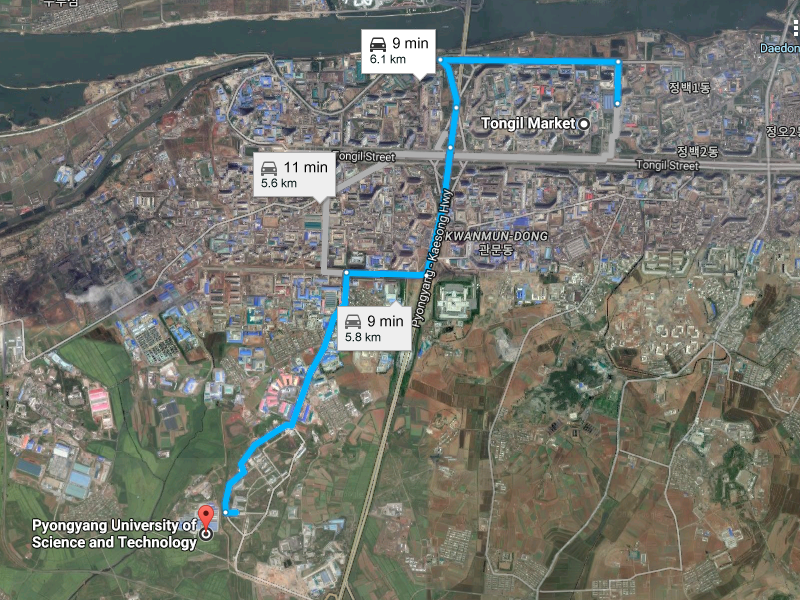 9 min
6.1 km
Daedon
정백1동
Tongil Market
정오2동
Tongil Street
정백2동
Tongil Street
11 min
5.6 km
Pyongyang - Kaesong Hwy
KWANMUN-DONG
관문동
9 min
5.8 km
Pyongyang University of
Science and Technology